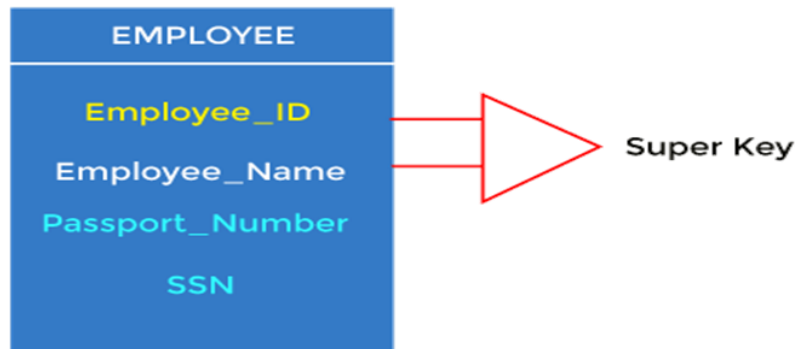 EMPLOYEE
Employee_ID
Employee_Name
Passport_Number
SSN
Super Key